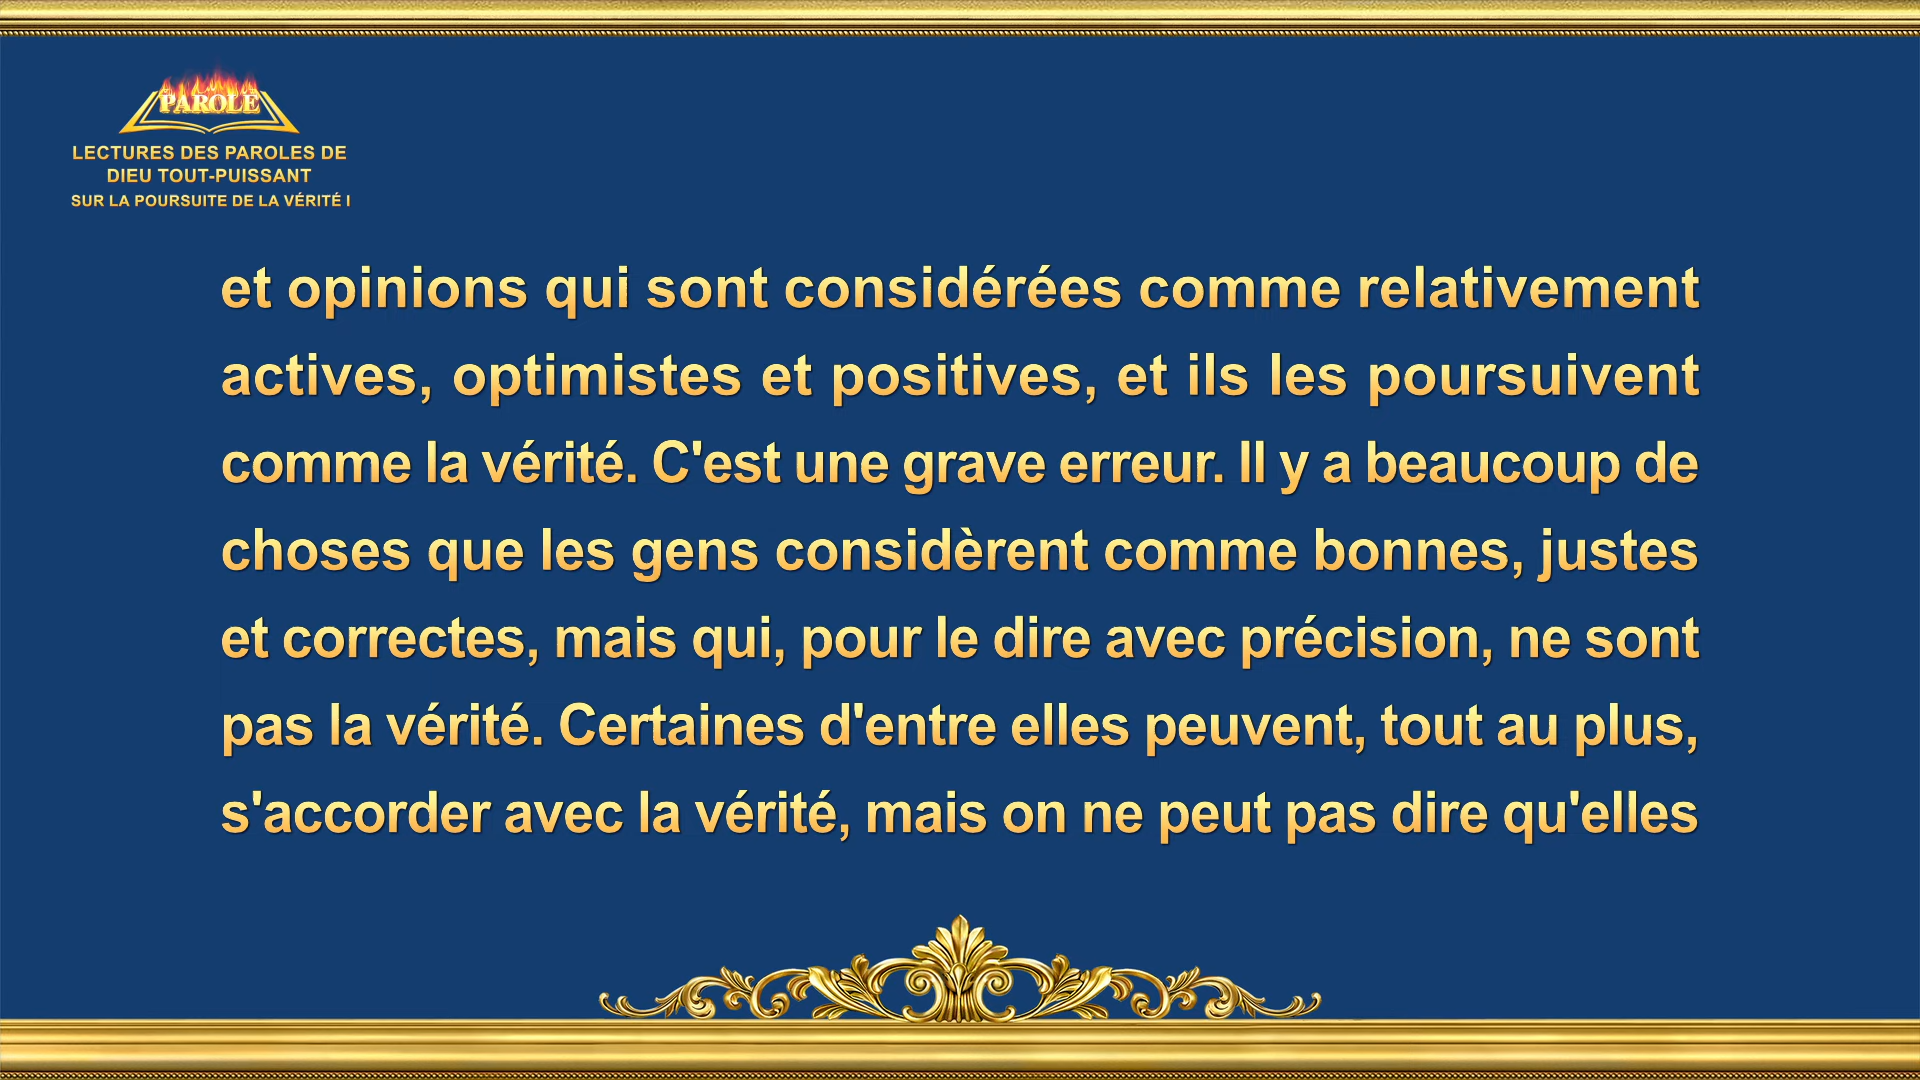 PAROLE
LECTURES DES PAROLES DE
DIEU TOUT-PUISSANT
SUR LA POURSUITE DE LA VÉRITÉ I
et opinions qui sont considérées comme relativement
actives, optimistes et positives, et ils les poursuivent
comme la vérité. C'est une grave erreur. Il y a beaucoup de
choses que les gens considèrent comme bonnes, justes
et correctes, mais qui, pour le dire avec précision, ne sont
pas la vérité. Certaines d'entre elles peuvent, tout au plus,
s'accorder avec la vérité, mais on ne peut pas dire qu'elles